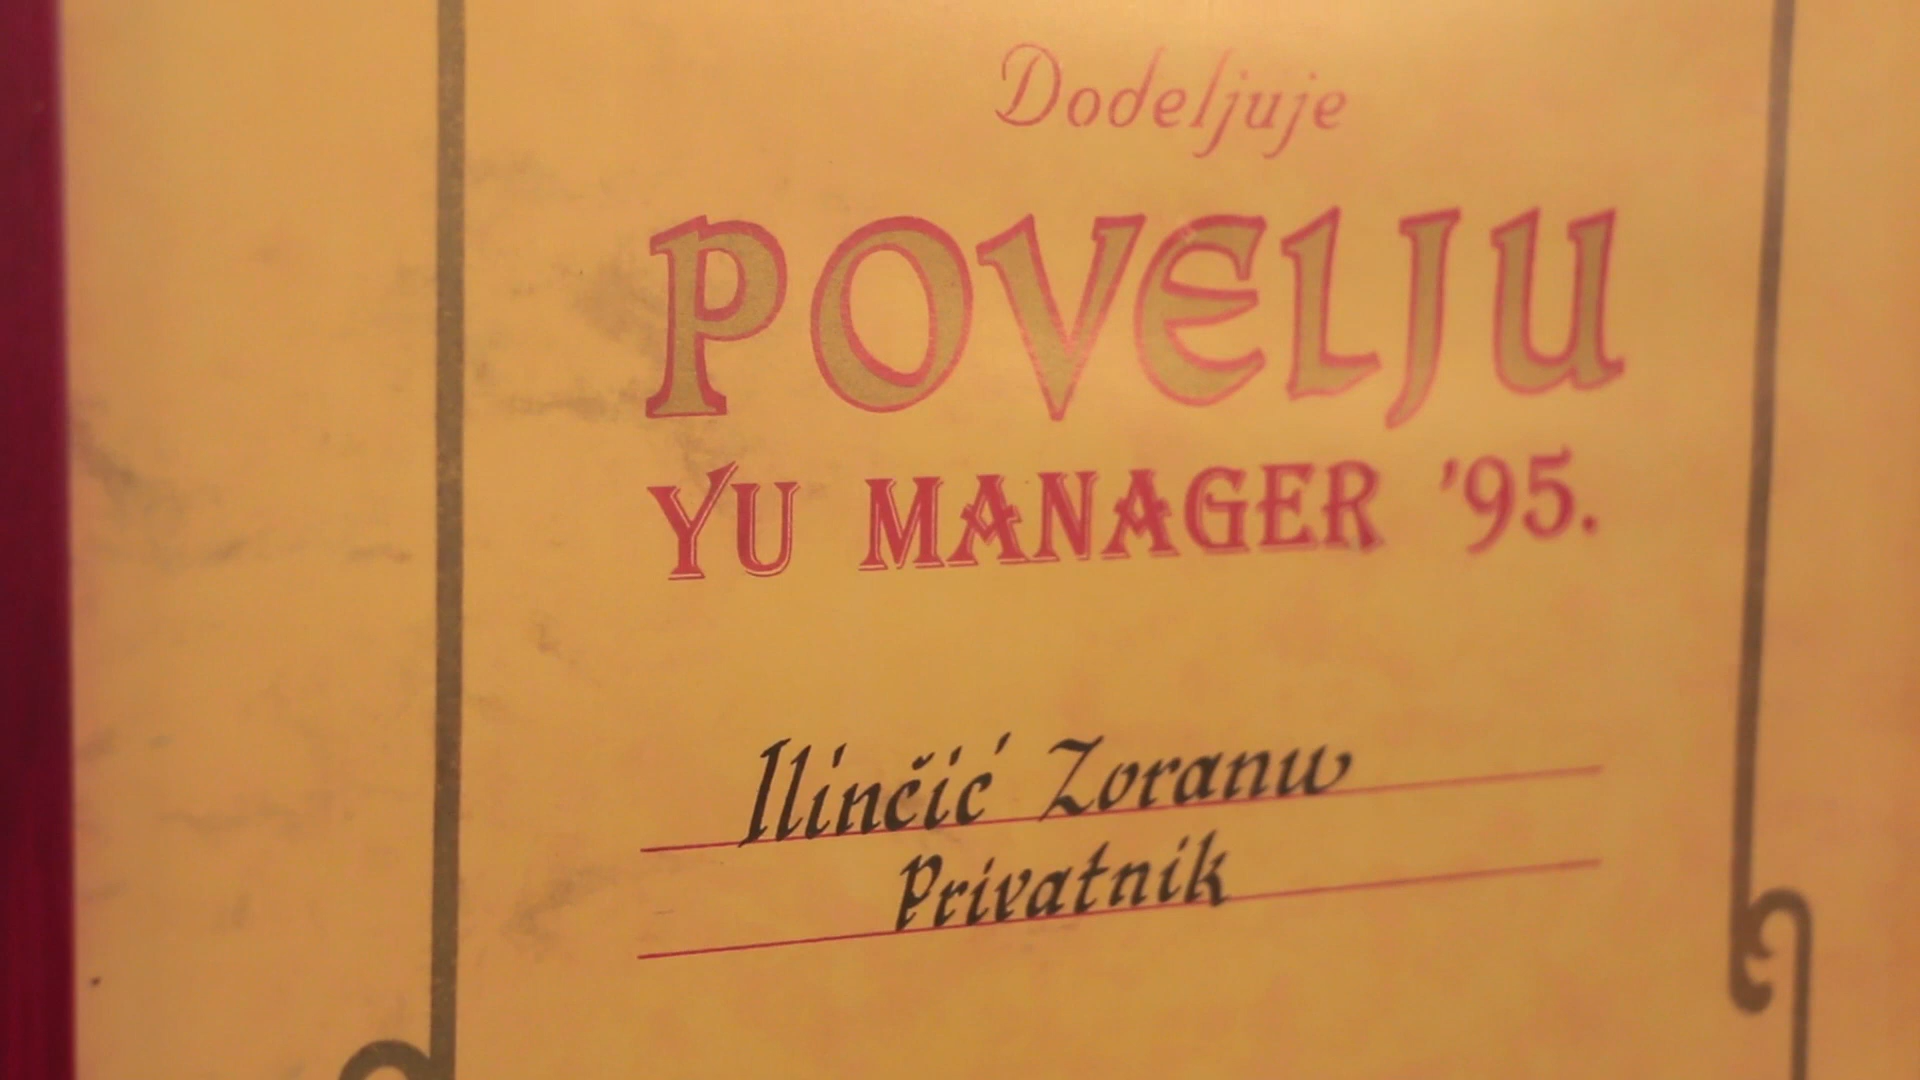 Dodeljuje
POVELJU
YU MANAGER '95.
Ilinčić Zoranu
Privatnik